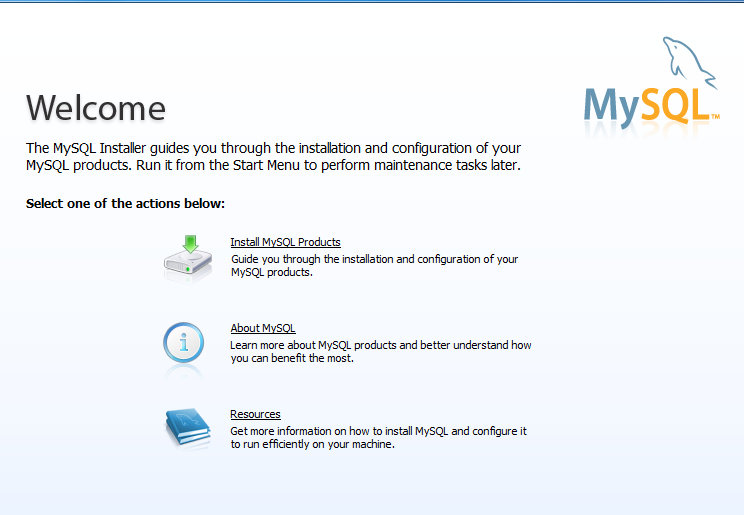 MySQL™
Welcome
The MySQL Installer guides you through the installation and configuration of your
MySQL products. Run it from the Start Menu to perform maintenance tasks later.
Select one of the actions below:
Install MySQL Products
Guide you through the installation and configuration of your
MySQL products.
i
About MySQL
Learn more about MySQL products and better understand how
you can benefit the most.
Resources
Get more information on how to install MySQL and configure it
to run efficiently on your machine.